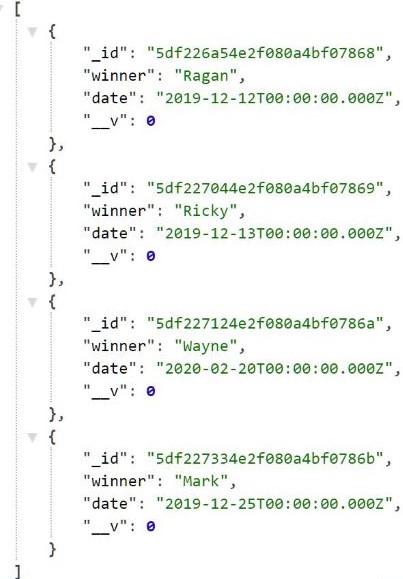 [
{
"_id": "5df226a54e2f080a4bf07868",
"winner": "Ragan",
"date": "2019-12-12T00:00:00.000Z",
"__v": 0
},
{
"_id": "5df227044e2f080a4bf07869",
"winner": "Ricky",
"date": "2019-12-13T00:00:00.000Z",
"__v": 0
},
{
"_id": "5df227124e2f080a4bf0786a",
"winner": "Wayne",
"date": "2020-02-20T00:00:00.000Z",
"__v": 0
},
{
"_id": "5df227334e2f080a4bf0786b",
"winner": "Mark",
"date": "2019-12-25T00:00:00.000Z",
"__v": 0
}
]